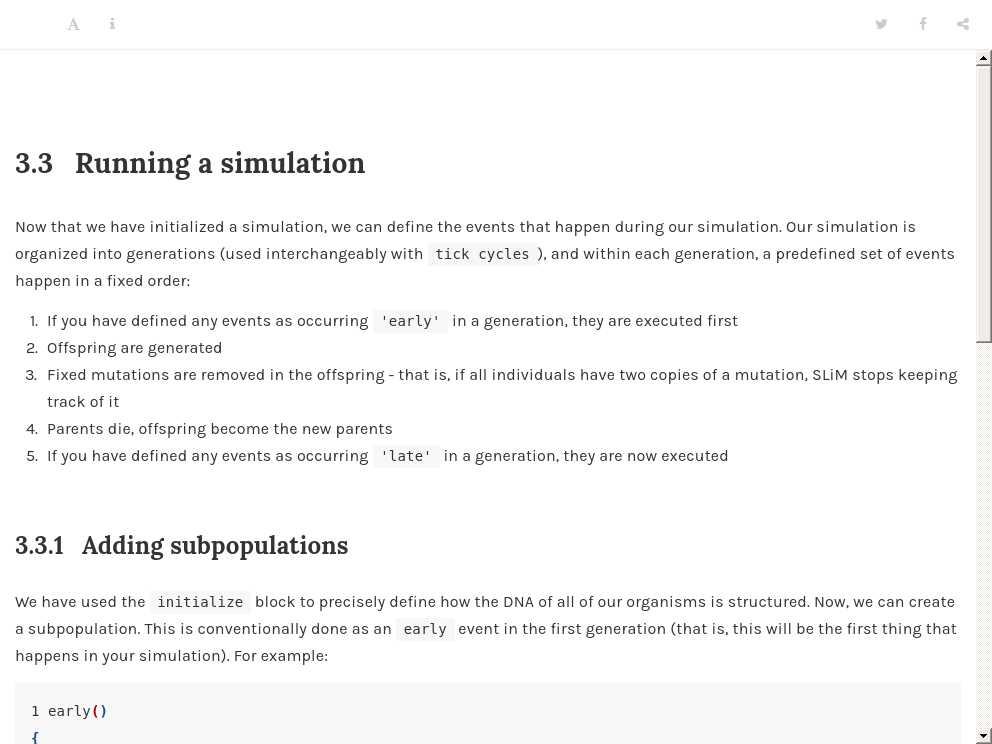 3.3 Running a simulation
Now that we have initialized a simulation, we can define the events that happen during our simulation. Our simulation is
organized into generations (used interchangeably with tick cycles ), and within each generation, a predefined set of events
happen in a fixed order:
1. If you have defined any events as occurring 'early' in a generation, they are executed first
2. Offspring are generated
3. Fixed mutations are removed in the offspring - that is, if all individuals have two copies of a mutation, SLiM stops keeping
track of it
4. Parents die, offspring become the new parents
5. If you have defined any events as occurring 'late' in a generation, they are now executed
3.3.1 Adding subpopulations
We have used the initialize block to precisely define how the DNA of all of our organisms is structured. Now, we can create
a subpopulation. This is conventionally done as an early event in the first generation (that is, this will be the first thing that
happens in your simulation). For example:
1 early()
{